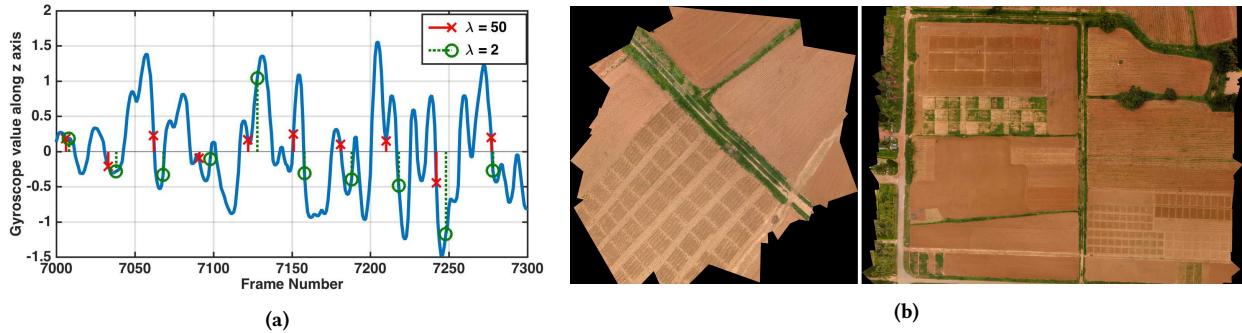 Gyroscope value along z axis
1.5
1
0.5
0
-0.5
-1
-1.5
λ = 50
λ = 2
7000
7050
7100
7150
7200
7250
7300
Frame Number
(a)
(b)